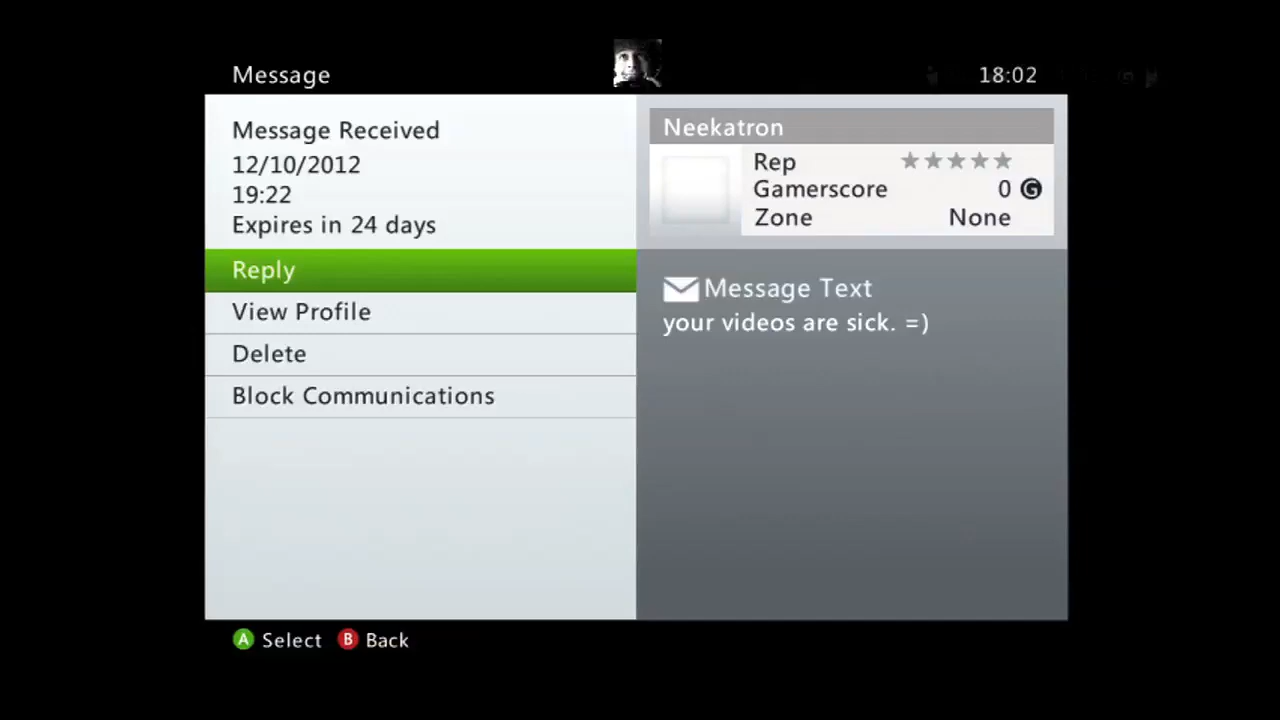 Message
18:02
Message Received
12/10/2012
19:22
Expires in 24 days
Reply
View Profile
Delete
Block Communications
Neekatron
Rep
Gamerscore 0 G
Zone None
Message Text
your videos are sick. =)
A Select B Back